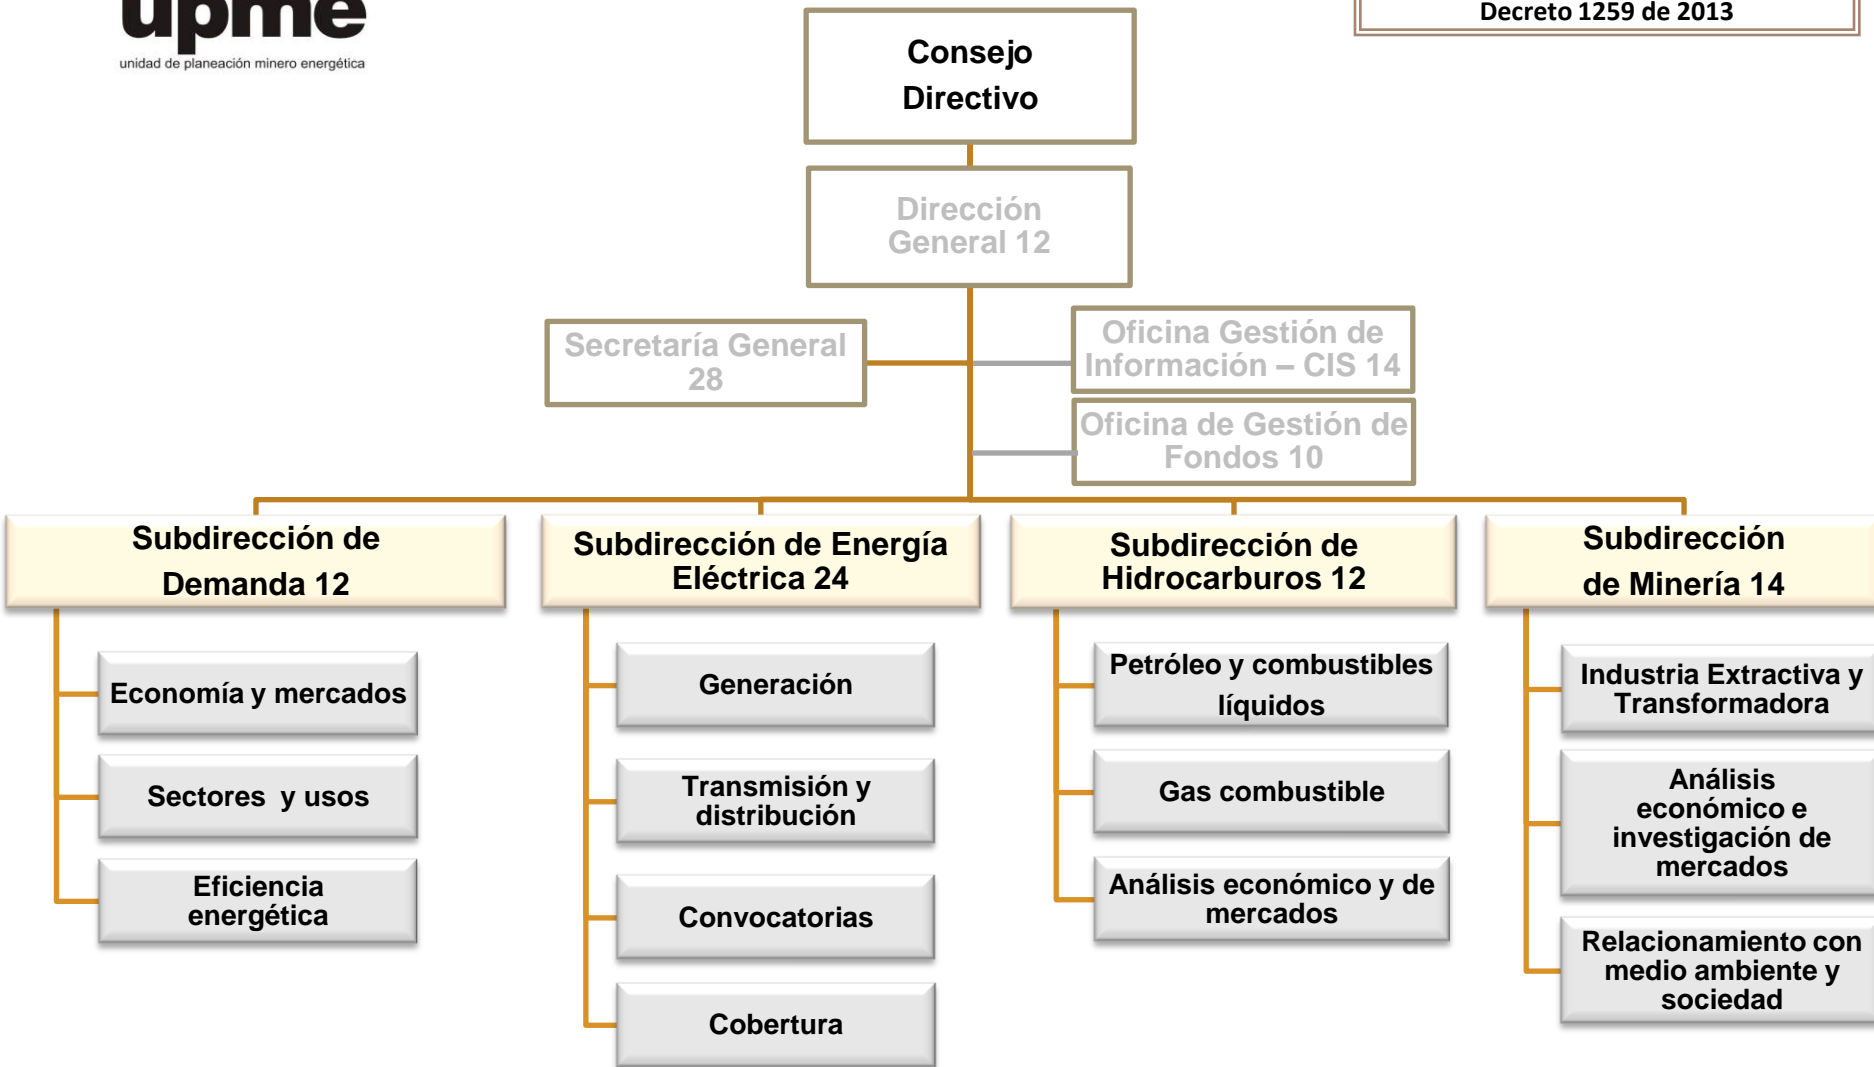 upme
unidad de planeación minero energética
Decreto 1259 de 2013
Consejo
Directivo
Dirección
General 12
Secretaría General
28
Oficina Gestión de
Información – CIS 14
Oficina de Gestión de
Fondos 10
Subdirección de
Demanda 12
Economía y mercados
Sectores y usos
Eficiencia
energética
Subdirección de Energía
Eléctrica 24
Generación
Transmisión y
distribución
Convocatorias
Cobertura
Subdirección de
Hidrocarburos 12
Petróleo y combustibles
líquidos
Gas combustible
Análisis económico y de
mercados
Subdirección
de Minería 14
Industria Extractiva y
Transformadora
Análisis
económico e
investigación de
mercados
Relacionamiento con
medio ambiente y
sociedad